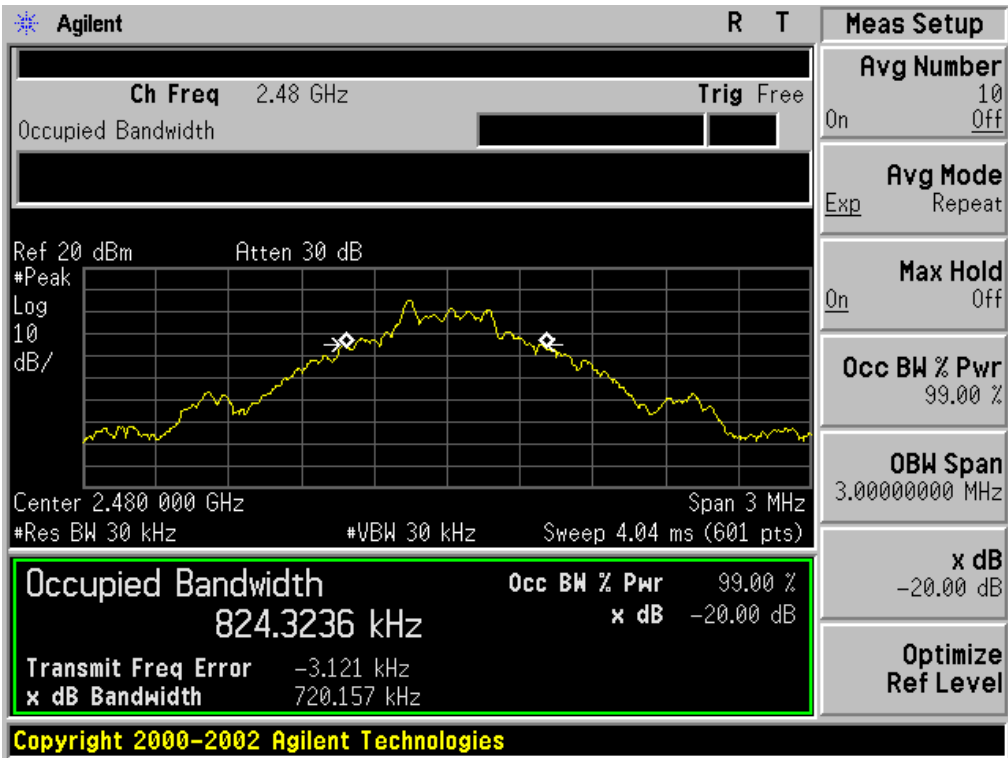 Agilent R T
Ch Freq 2.48 GHz Trig Free
Occupied Bandwidth
Ref 20 dBm Atten 30 dB
#Peak
Log
10
dB/
Center 2.480 000 GHz Span 3 MHz
#Res BW 30 kHz #VBW 30 kHz Sweep 4.04 ms (601 pts)
Occupied Bandwidth Occ BW % Pwr 99.00 %
824.3236 kHz x dB -20.00 dB
Transmit Freq Error -3.121 kHz
x dB Bandwidth 720.157 kHz
Copyright 2000-2002 Agilent Technologies
Meas Setup
Avg Number
10
On Off
Avg Mode
Exp Repeat
Max Hold
On Off
Occ BW % Pwr
99.00 %
OBW Span
3.00000000 MHz
x dB
-20.00 dB
Optimize
Ref Level